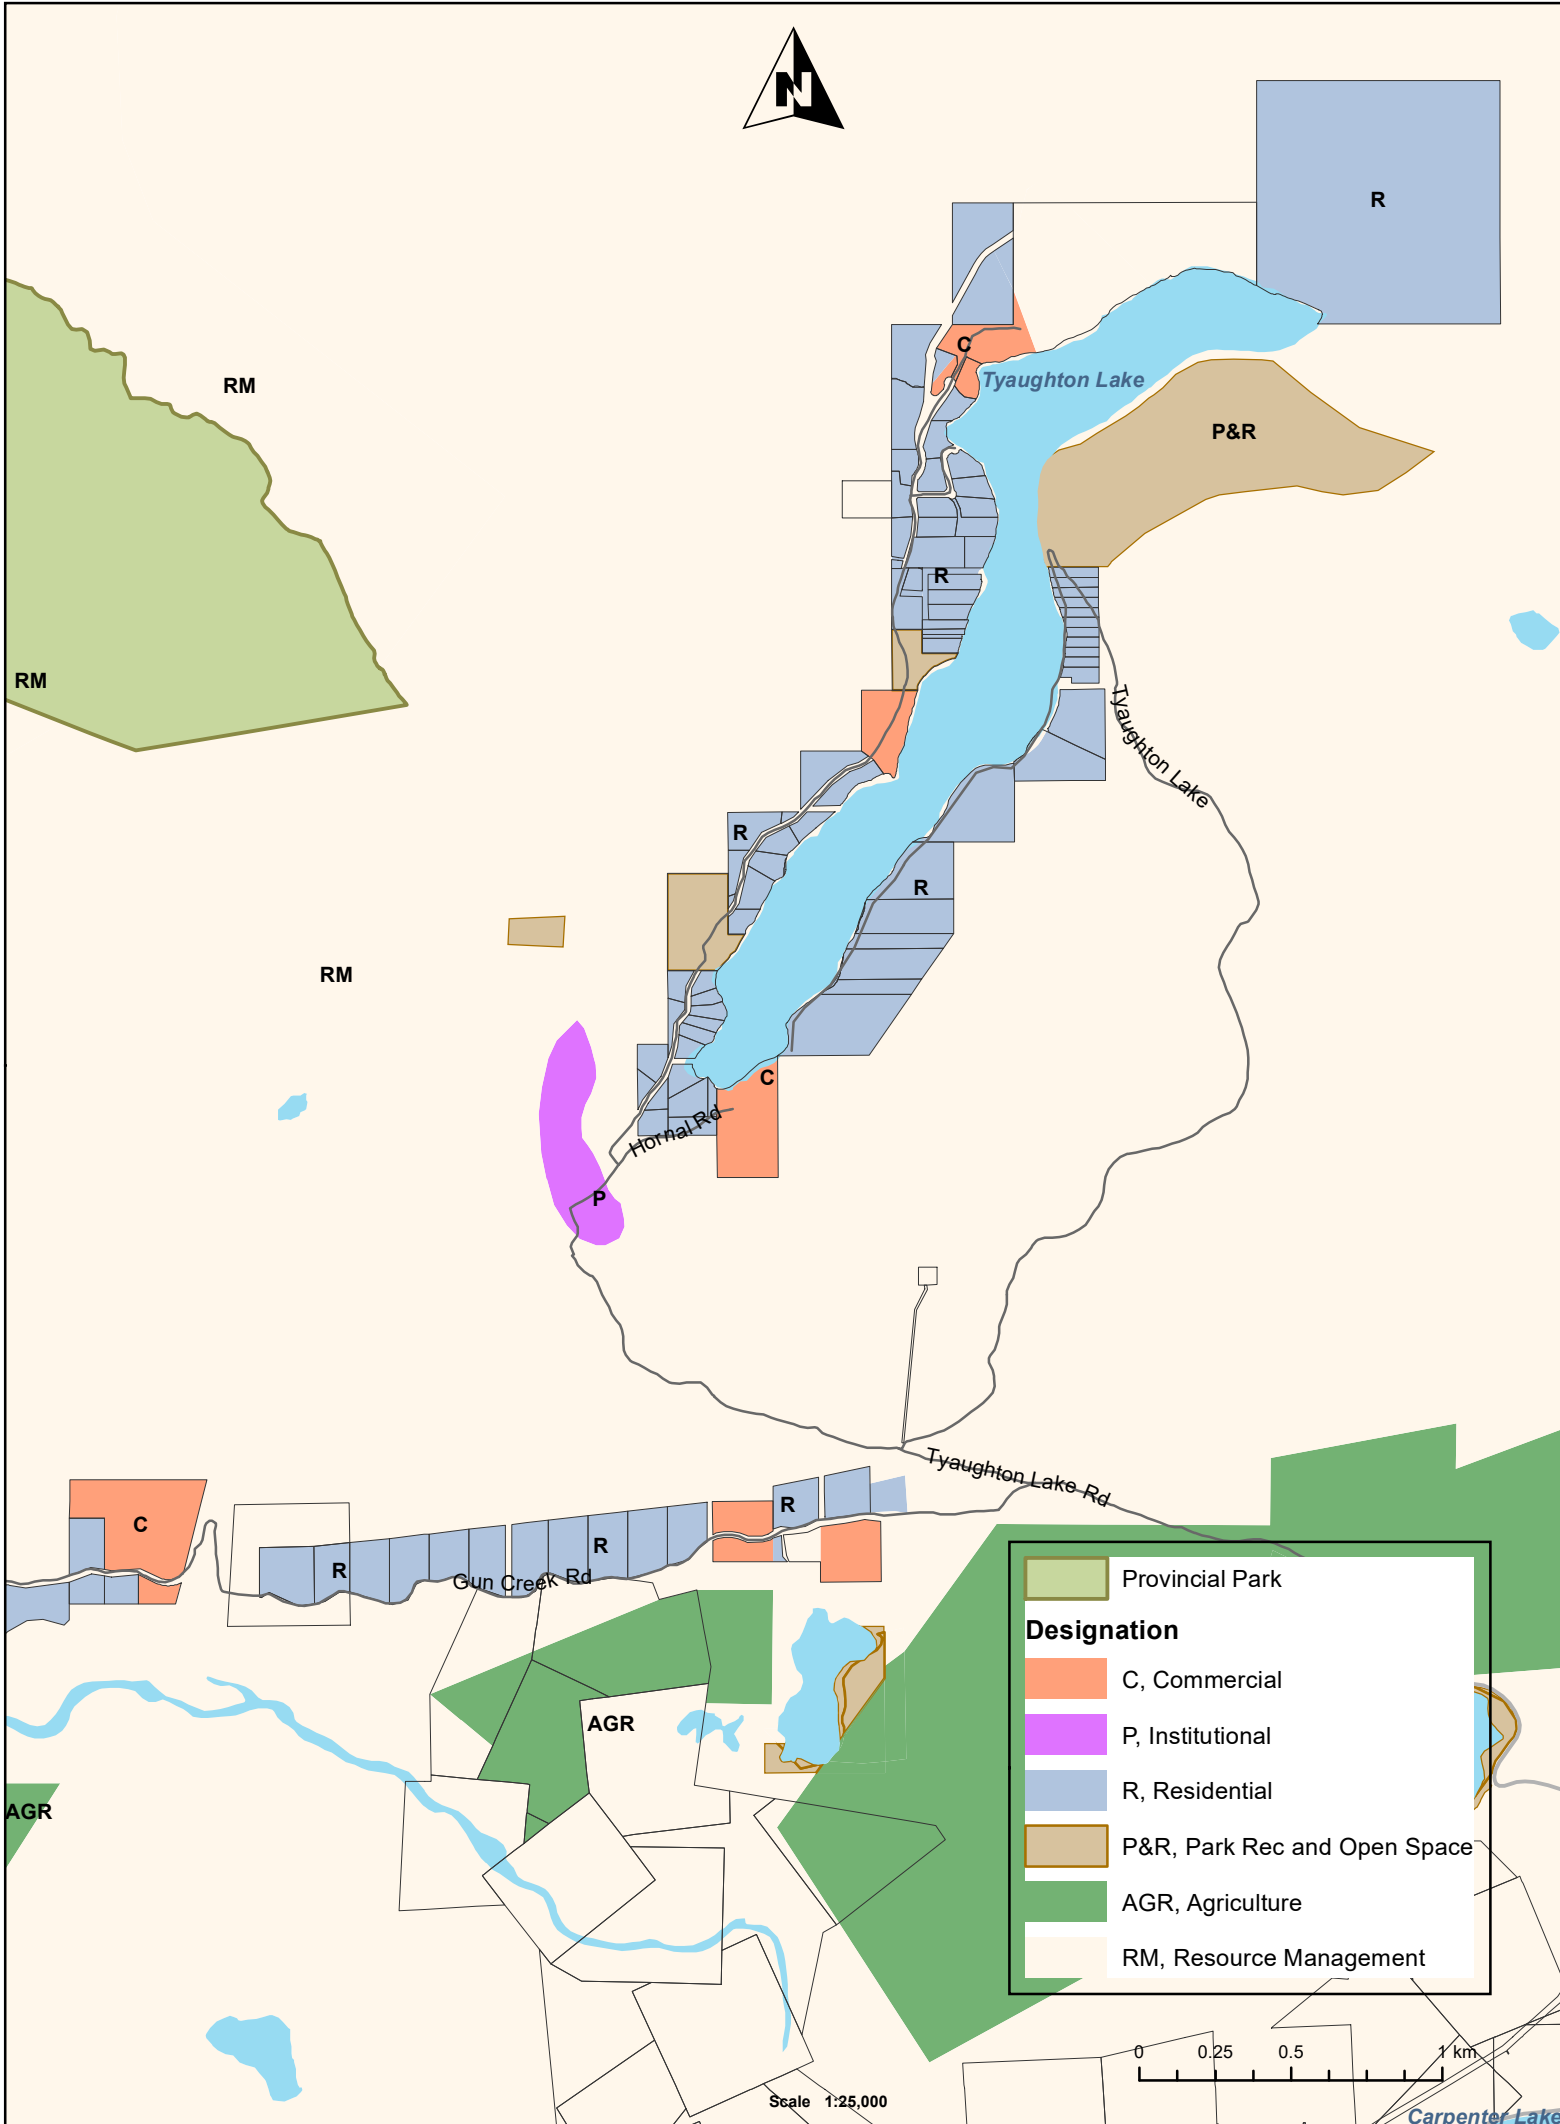 N
R
C
Tyaughton Lake
RM
P&R
R
RM
Tyaughton Lake
R
R
RM
C
Hornal Rd
P
Tyaughton Lake Rd
R
C
R
R
Gun Creek Rd
AGR
AGR
Provincial Park
Designation
C, Commercial
P, Institutional
R, Residential
P&R, Park Rec and Open Space
AGR, Agriculture
RM, Resource Management
0 0.25 0.5 1 km
Scale 1:25,000
Carpenter Lake